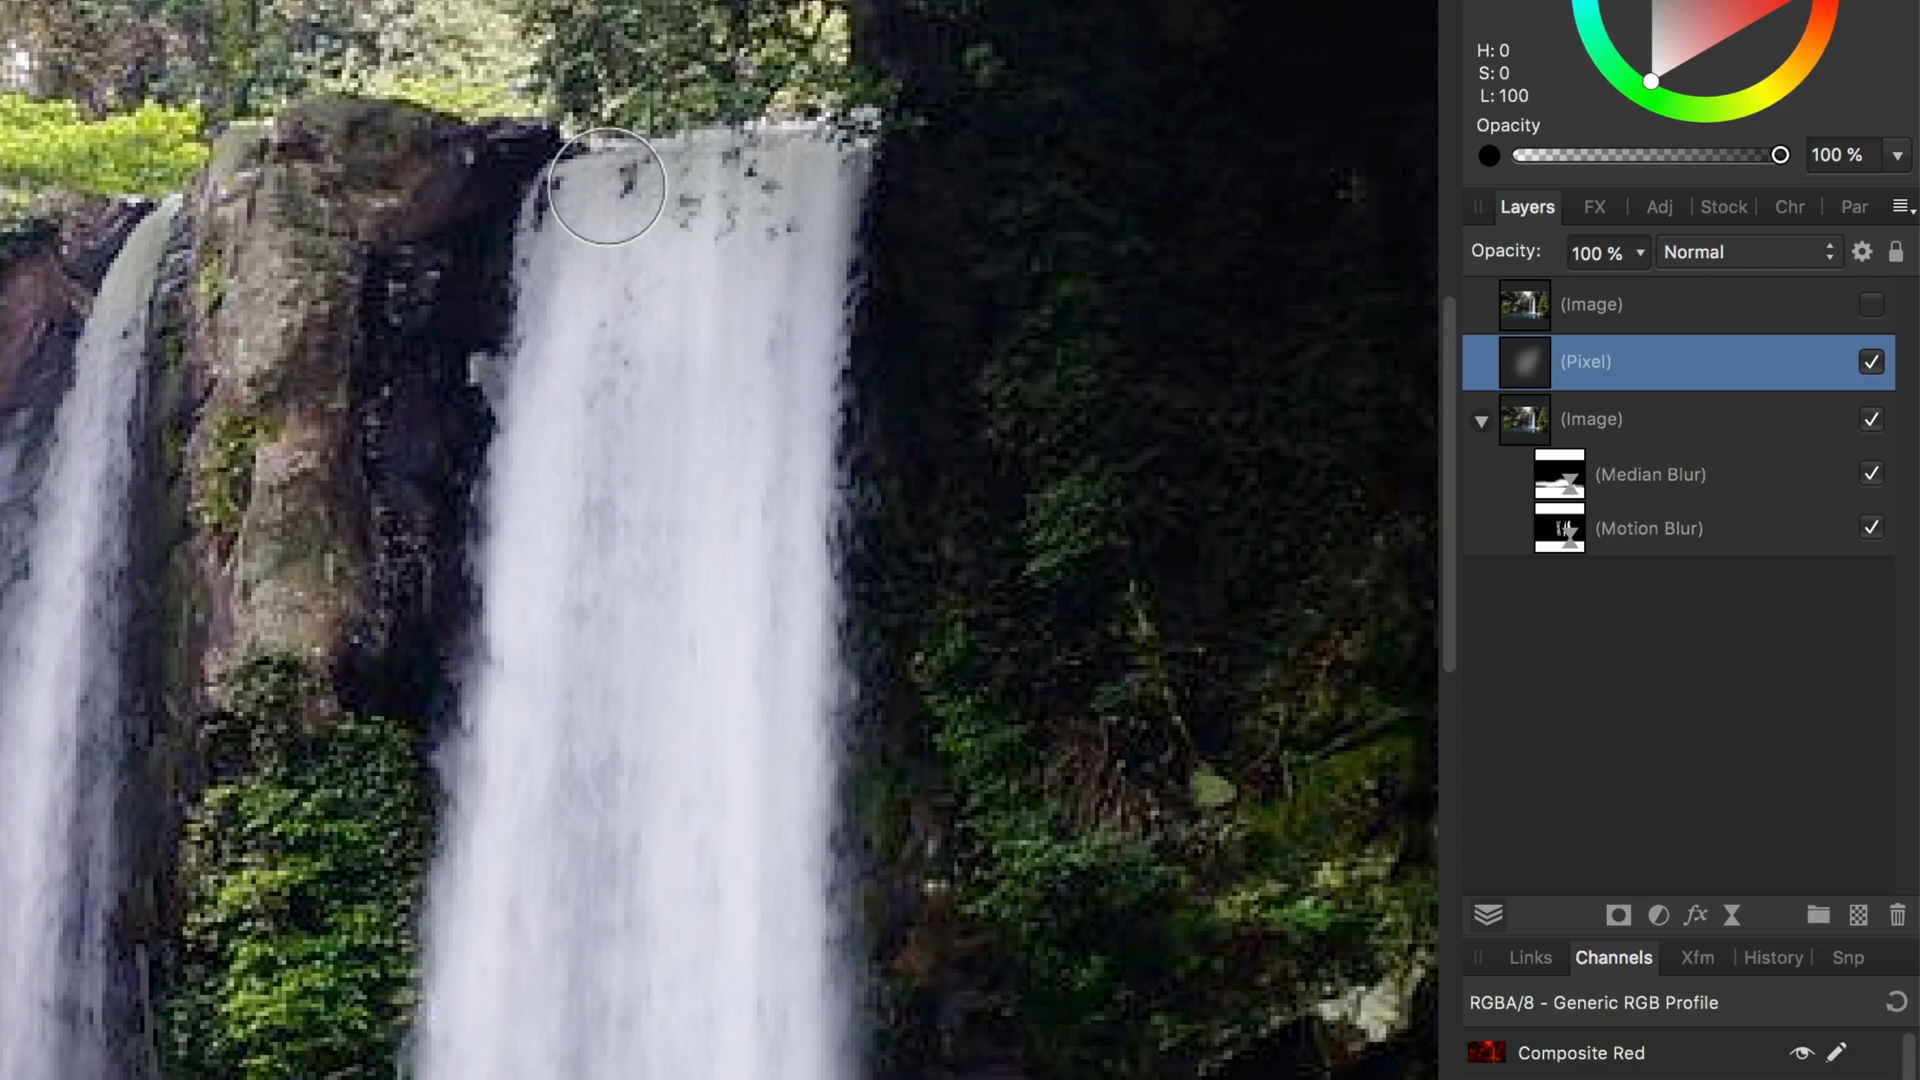 H: 0
S: 0
L: 100
Opacity
100 %
Layers FX Adj Stock Chr Par
Opacity: 100 % Normal
(Image)
(Pixel)
(Image)
(Median Blur)
(Motion Blur)
fx
Links Channels Xfm History Snp
RGBA/8 - Generic RGB Profile
Composite Red